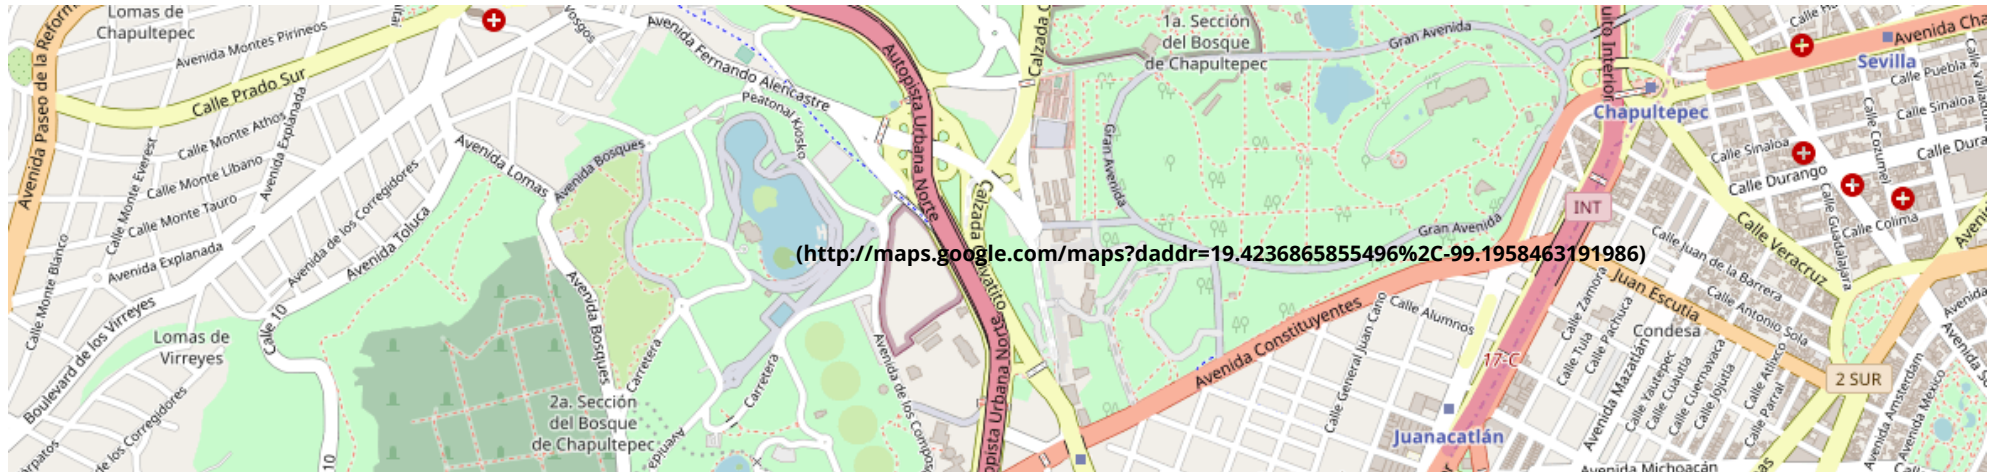 Lomas de
Chapultepec
Avenida Paseo de la Reform
Avenida Montes Pirineos
Calle Prado Sur
Calle Monte Athos
Calle Monte Líbano
Calle Monte Tauro
Calle Monte Everest
Avenida Explanada
Avenida Explanada
Calle Monte Blanco
Avenida de los Corregidores
Avenida Toluca
Boulevard de los Virreyes
Lomas de
Virreyes
Calle 10
10
de los Corregidores
Avenida Lomas
Avenida Bosques
Avenida Bosques
Vosgos
Avenida Fernando Alencastre
Peatonal Kiosko
Autopista Urbana Norte
Calzada C
1a. Sección
del Bosque
de Chapultepec
Gran Avenida
Gran Avenida
Gran Avenida
uito Interior
Chapultepec
Sevilla
Avenida Cha
Calle Puebla
Calle Sinaloa
Calle Sinaloa
Calle Cozumel
Calle Durango
Calle Dura
Calle Guadalajara
Calle Colima
Calle Veracruz
INT
(http://maps.google.com/maps?daddr=19.4236865855496%2C-99.1958463191986)
Calle Juan de la Barrera
Juan Escutia
Calle Antonio Sola
Condesa
Calle Zamora
Calle Pachuca
Calle Tula
Avenida Mazatlán
Calle Yautepec
Calle Cuautla
Calle Cuernavaca
Calle Jojutla
Calle Atlixco
Calle Parral
2 SUR
Avenida Amsterdam
Avenida México
Avenida Michoacán
17-C
Juanacatlán
Calle Alumnos
Calle General Juan Cano
Avenida Constituyentes
Carretera
Carretera
2a. Sección
del Bosque
de Chapultepec
Avenida de los Compos
opista Urbana Norte